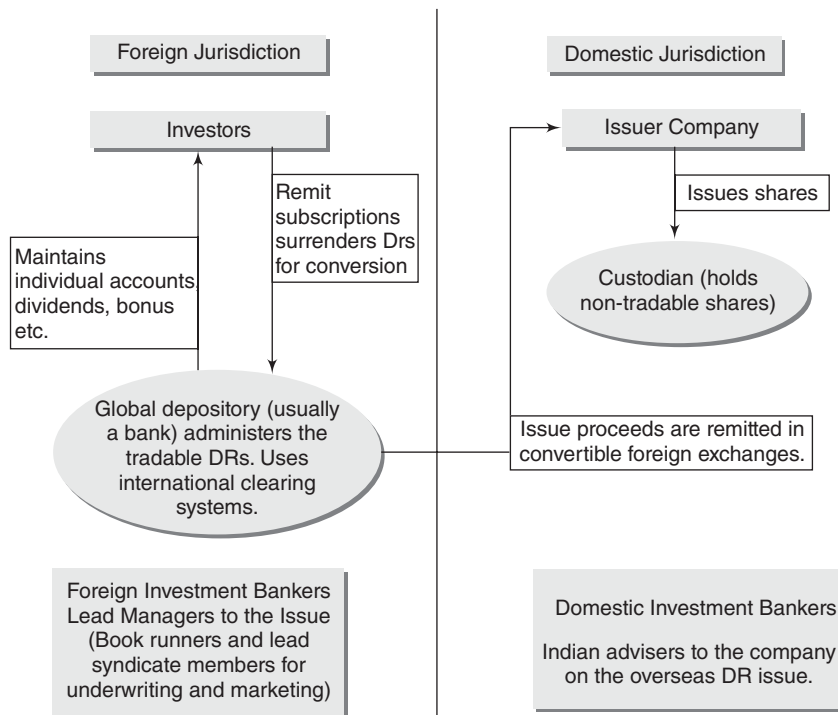 Foreign Jurisdiction
Domestic Jurisdiction
Investors
Issuer Company
Remit
subscriptions
surrenders Drs
for conversion
Issues shares
Maintains
individual accounts,
dividends, bonus
etc.
Custodian (holds
non-tradable shares)
Global depository (usually
a bank) administers the
tradable DRs. Uses
international clearing
systems.
Issue proceeds are remitted in
convertible foreign exchanges.
Foreign Investment Bankers
Lead Managers to the Issue
(Book runners and lead
syndicate members for
underwriting and marketing)
Domestic Investment Bankers
Indian advisers to the company
on the overseas DR issue.